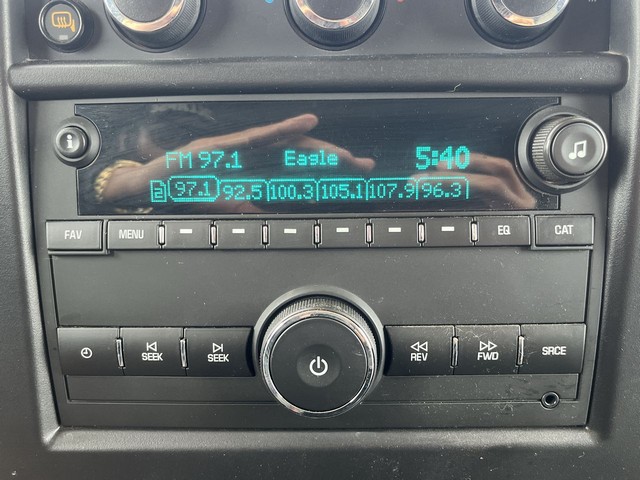 i
FM 97.1 Eagle 5:40
2 97.1 92.5 100.3 105.1 107.9 96.3
FAV MENU EQ CAT
SEEK SEEK REV FWD SRCE